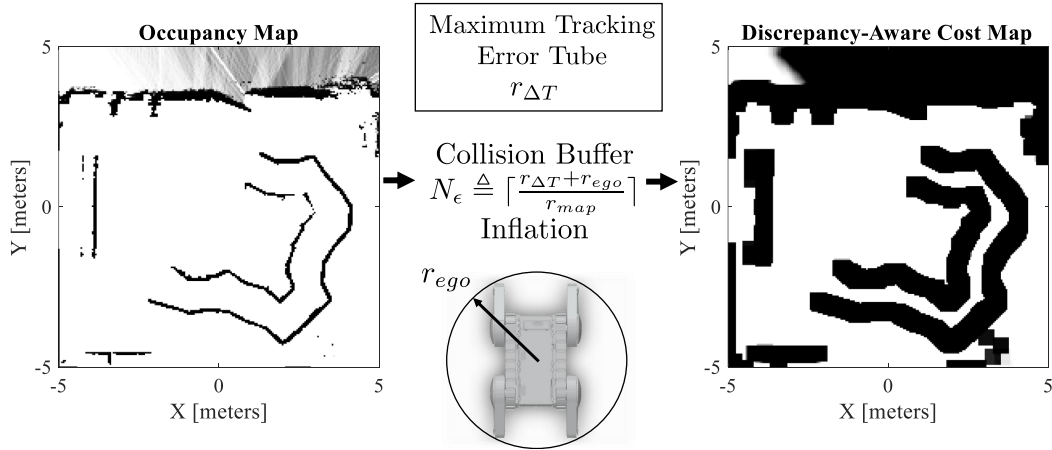 Occupancy Map
5
0
-5
-5
0
5
X [meters]
Y [meters]
Maximum Tracking
Error Tube
r_{ΔT}
Collision Buffer
N_ϵ ≜ ⌈(r_{ΔT}+r_{ego})/r_{map}⌉
Inflation
r_{ego}
Discrepancy-Aware Cost Map
5
0
-5
-5
0
5
X [meters]
Y [meters]